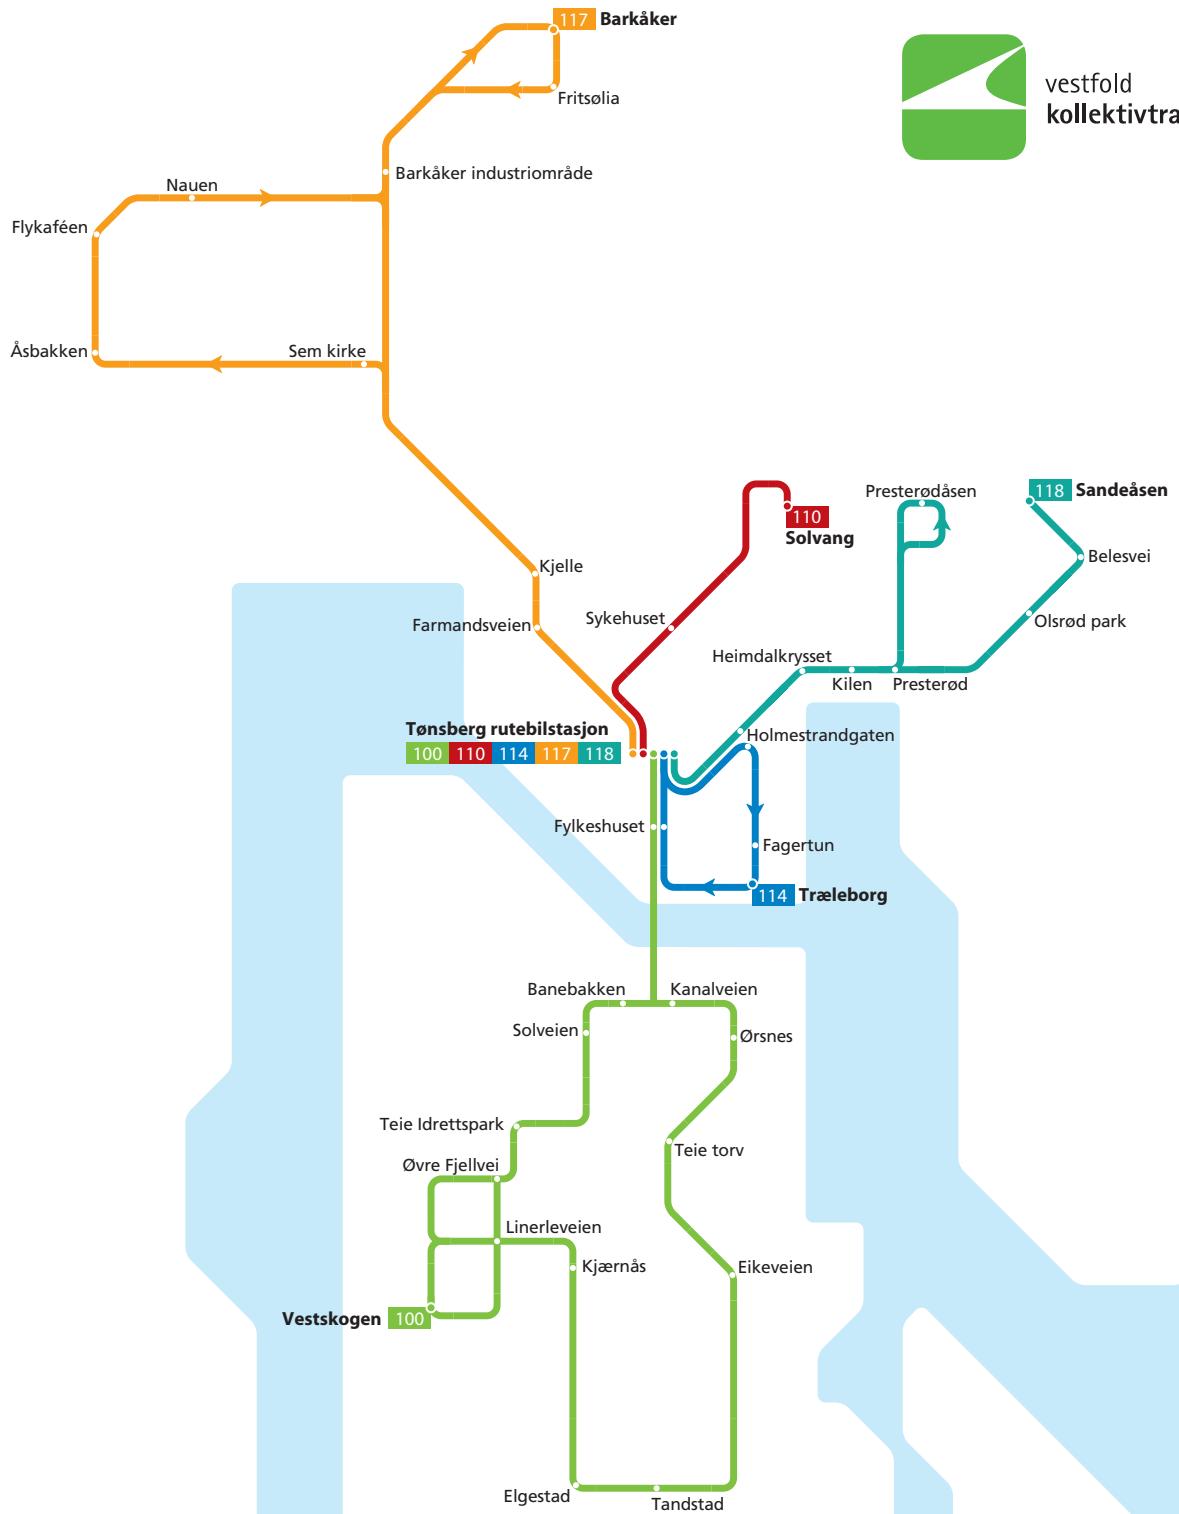 117 Barkåker
Fritsølia
vestfold
kollektivtra
Barkåker industriområde
Nauen
Flykaféen
Åsbakken
Sem kirke
Presterødåsen
118 Sandeåsen
110
Solvang
Belesvei
Kjelle
Sykehuset
Farmandsveien
Olsrød park
Heimdalkrysset
Kilen
Presterød
Tønsberg rutebilstasjon
100 110 114 117 118
Holmestrandgaten
Fylkeshuset
Fagertun
114 Træleborg
Banebakken
Kanalveien
Solveien
Ørsnes
Teie Idrettspark
Teie torv
Øvre Fjellvei
Linerleveien
Kjærnås
Eikeveien
Vestskogen 100
Elgestad
Tandstad